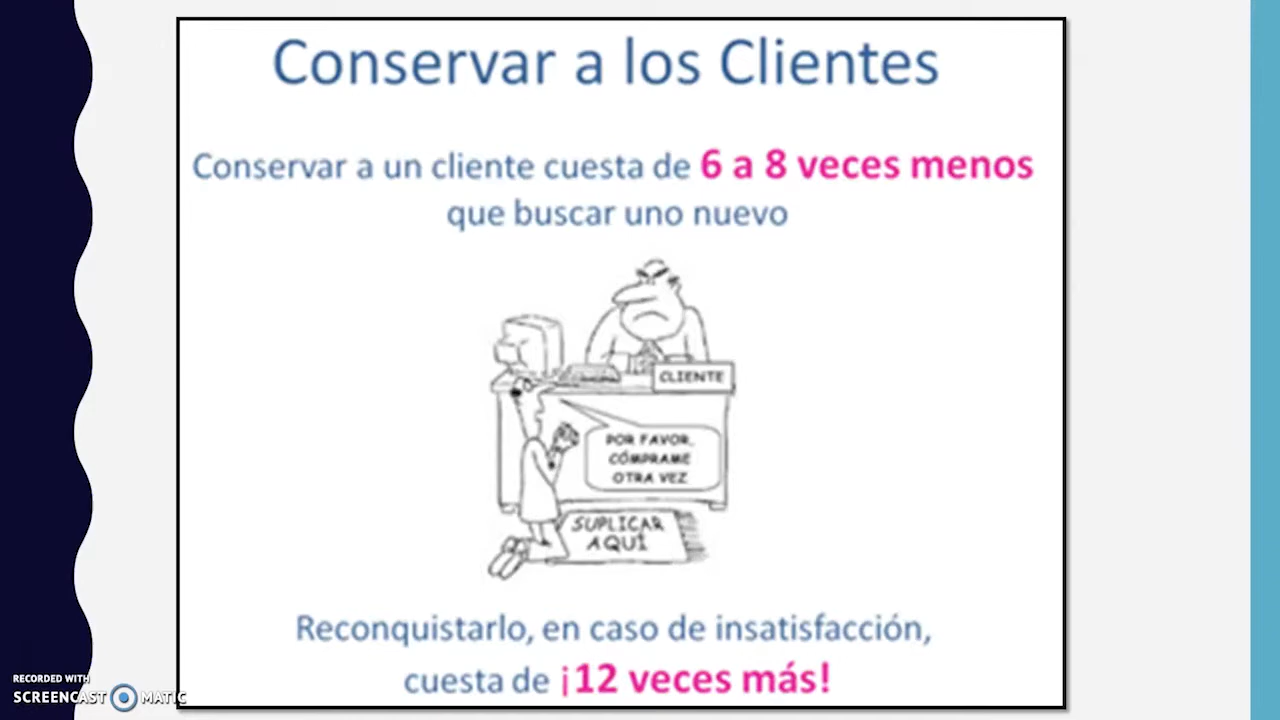 Conservar a los Clientes
Conservar a un cliente cuesta de 6 a 8 veces menos
que buscar uno nuevo
CLIENTE
POR FAVOR,
CÓMPRAME
OTRA VEZ
SUPLICAR
AQUÍ
Reconquistarlo, en caso de insatisfacción,
cuesta de ¡12 veces más!
RECORDED WITH
SCREENCAST MATIC